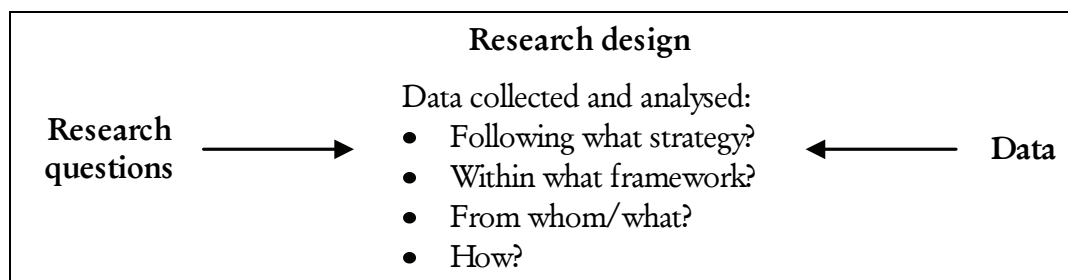 Research design
Data collected and analysed:
Research
questions
• Following what strategy?
• Within what framework?
• From whom/what?
• How?
Data